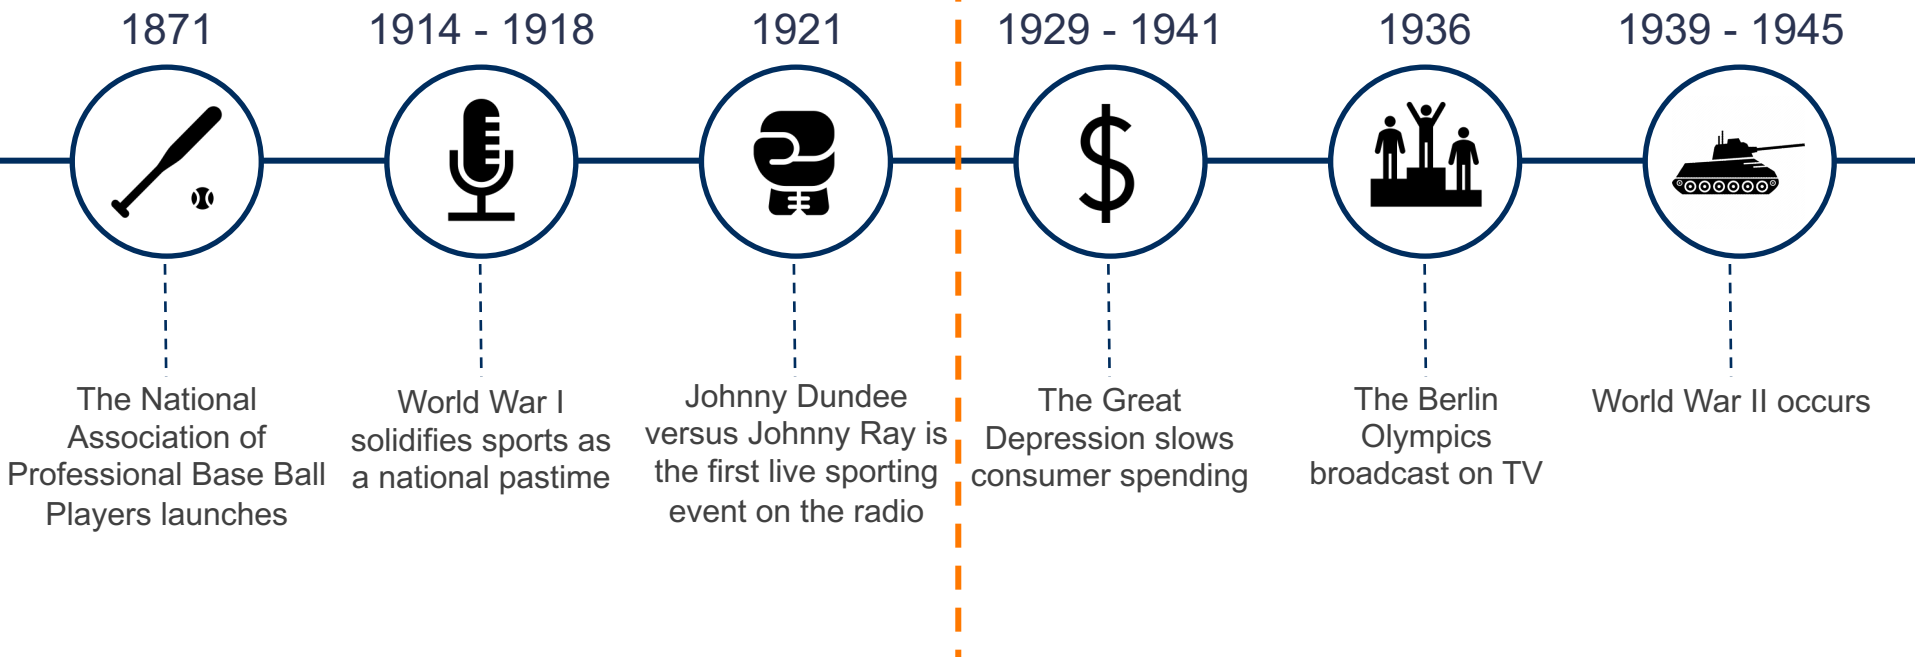 1871
The National
Association of
Professional Base Ball
Players launches
1914 - 1918
World War I
solidifies sports as
a national pastime
1921
Johnny Dundee
versus Johnny Ray is
the first live sporting
event on the radio
1929 - 1941
The Great
Depression slows
consumer spending
1936
The Berlin
Olympics
broadcast on TV
1939 - 1945
World War II occurs